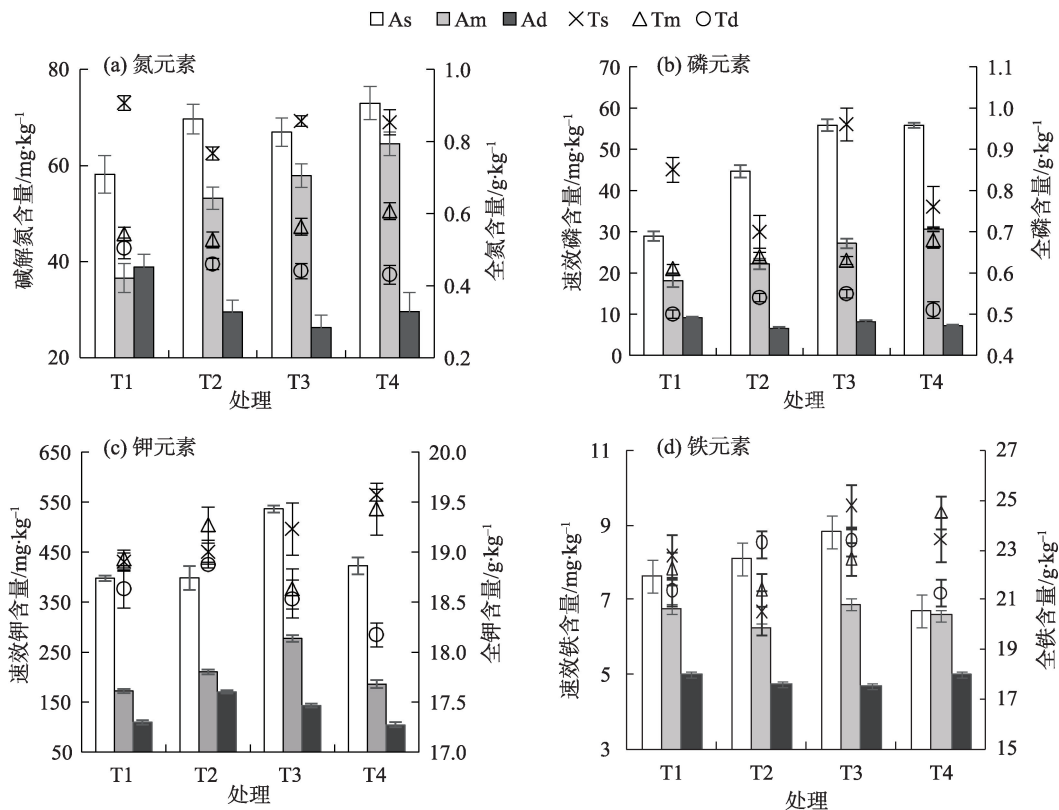 As Am Ad Ts Tm Td
(a) 氮元素
碱解氮含量/mg·kg⁻¹
80
60
40
20
1.0
0.8
0.6
0.4
0.2
全氮含量/g·kg⁻¹
T1 T2 T3 T4
处理
(b) 磷元素
速效磷含量/mg·kg⁻¹
70
60
50
40
30
20
10
0
1.1
1.0
0.9
0.8
0.7
0.6
0.5
0.4
全磷含量/g·kg⁻¹
T1 T2 T3 T4
处理
(c) 钾元素
速效钾含量/mg·kg⁻¹
650
550
450
350
250
150
50
20.0
19.5
19.0
18.5
18.0
17.5
17.0
全钾含量/g·kg⁻¹
T1 T2 T3 T4
处理
(d) 铁元素
速效铁含量/mg·kg⁻¹
11
9
7
5
3
27
25
23
21
19
17
15
全铁含量/g·kg⁻¹
T1 T2 T3 T4
处理